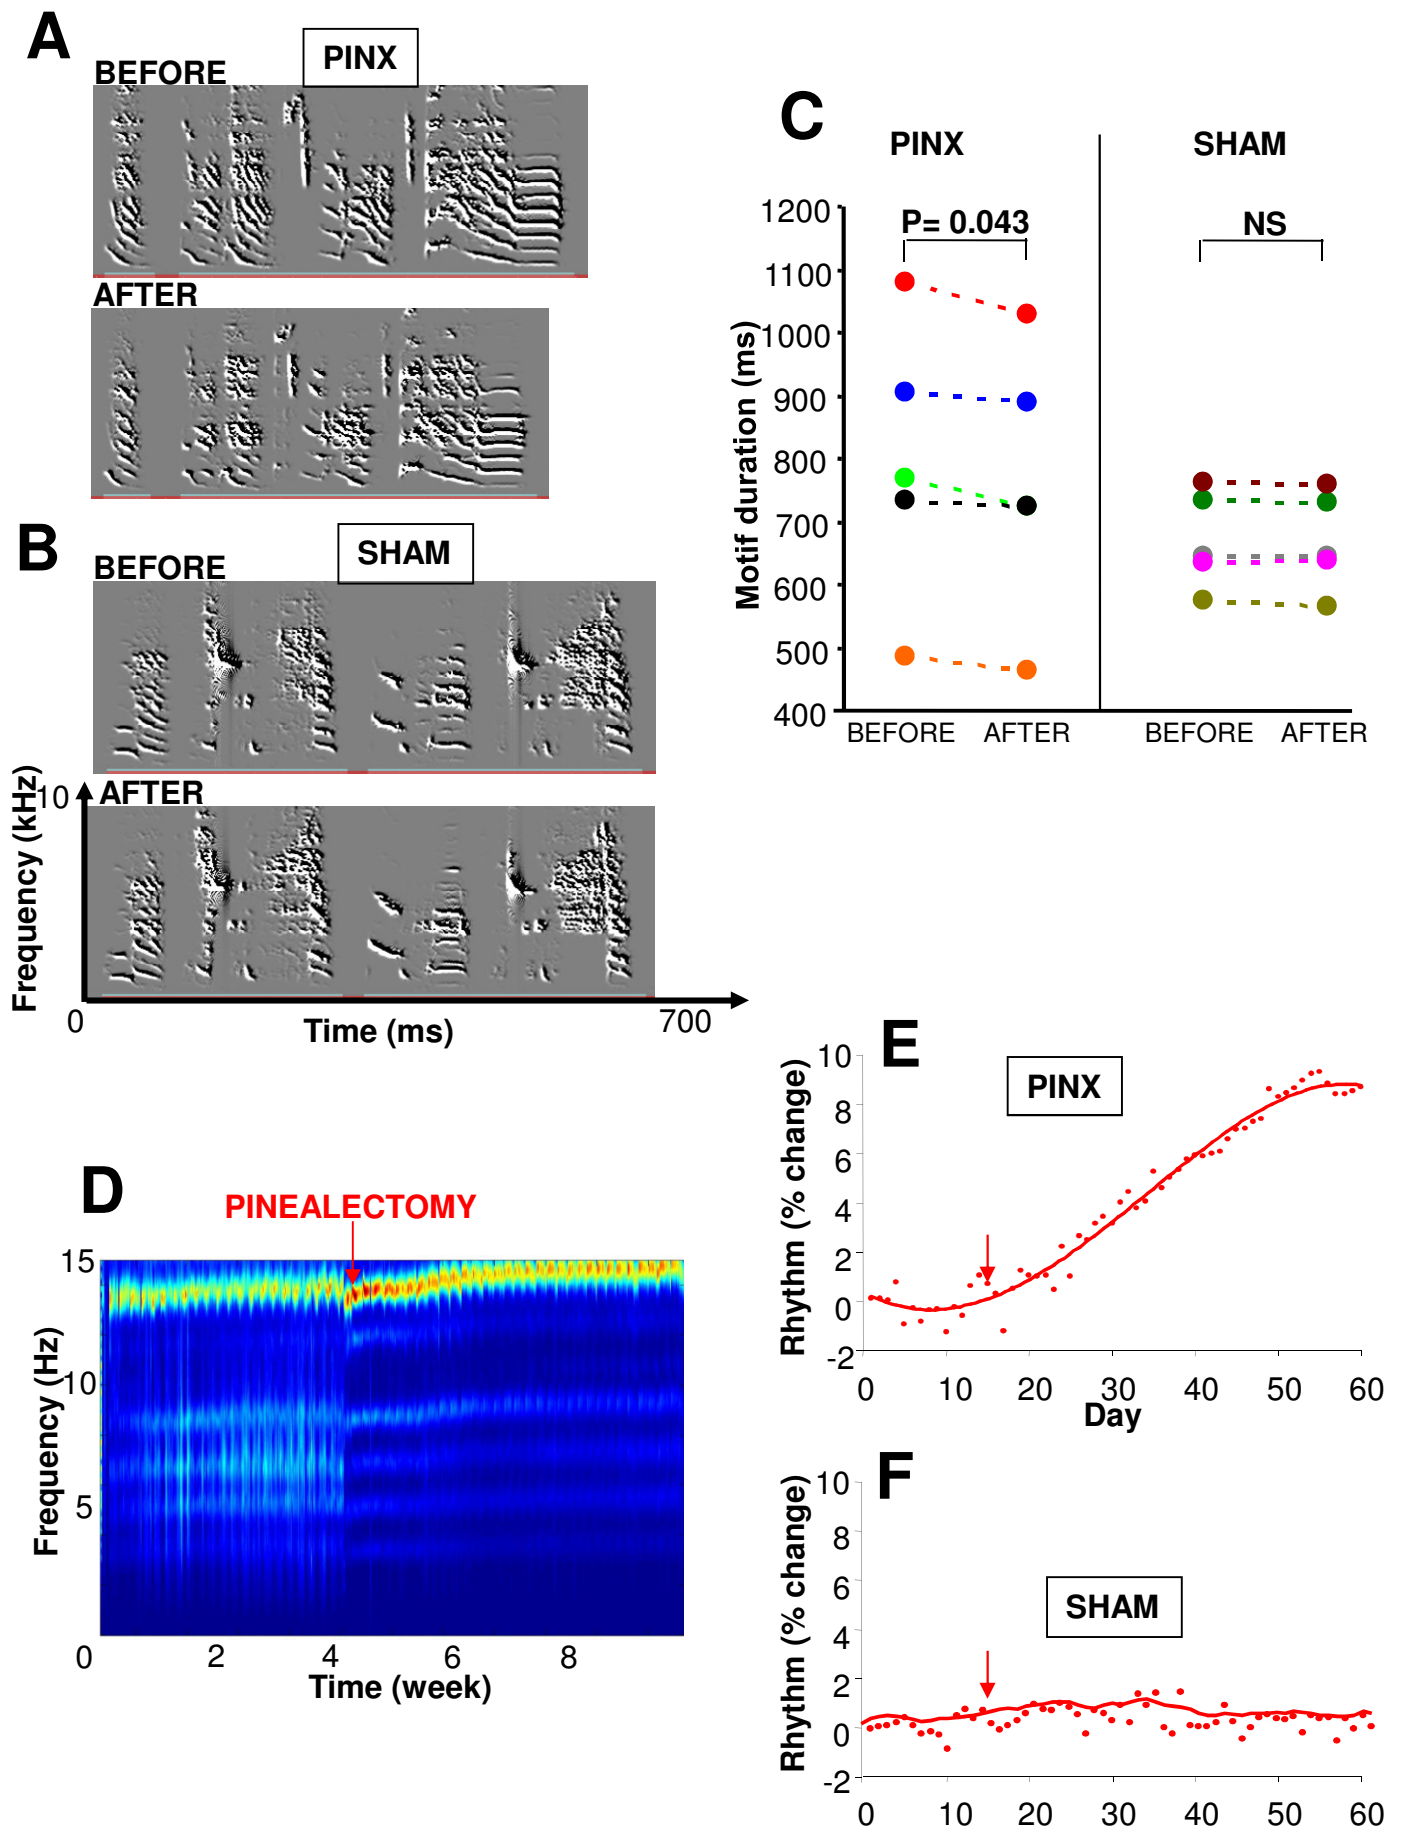 A
PINX
BEFORE
AFTER
B
SHAM
BEFORE
AFTER
10
Frequency (kHz)
0
Time (ms)
700
C
PINX
SHAM
P= 0.043
NS
1200
1100
1000
900
800
700
600
500
400
Motif duration (ms)
BEFORE
AFTER
BEFORE
AFTER
D
PINEALECTOMY
15
10
5
0
Frequency (Hz)
2
4
6
8
Time (week)
E
PINX
10
8
6
4
2
0
-2
Rhythm (% change)
0
10
20
30
40
50
60
Day
F
SHAM
10
8
6
4
2
0
-2
Rhythm (% change)
0
10
20
30
40
50
60